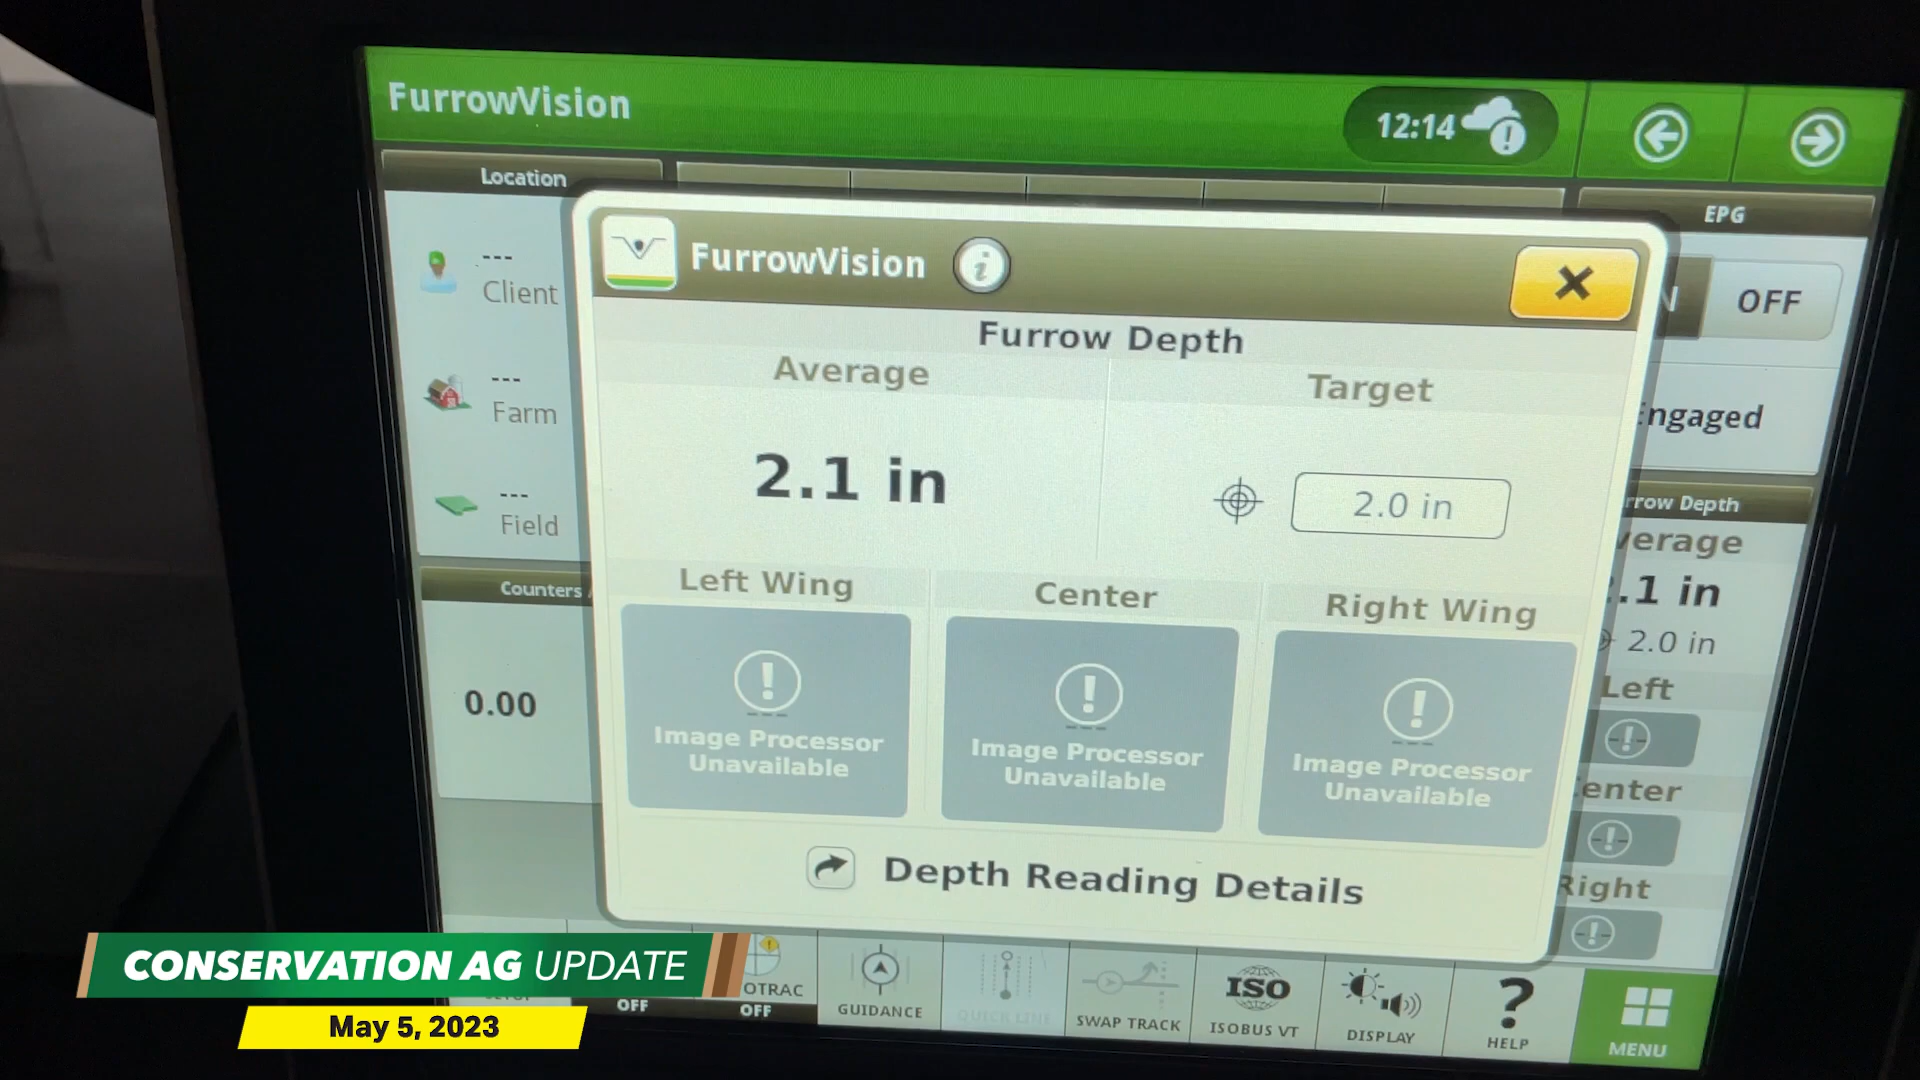 FurrowVision
12:14
Location
EPG
---
Client
---
Farm
---
Field
Counters
0.00
FurrowVision
i
Furrow Depth
Average
Target
2.1 in
2.0 in
Left Wing
Center
Right Wing
Image Processor
Unavailable
Image Processor
Unavailable
Image Processor
Unavailable
Depth Reading Details
N
OFF
Engaged
rrow Depth
verage
.1 in
2.0 in
Left
enter
Right
OTRAC
OFF
OFF
GUIDANCE
QUICK LINE
SWAP TRACK
ISO
ISOBUS VT
DISPLAY
?
HELP
MENU
CONSERVATION AG UPDATE
May 5, 2023